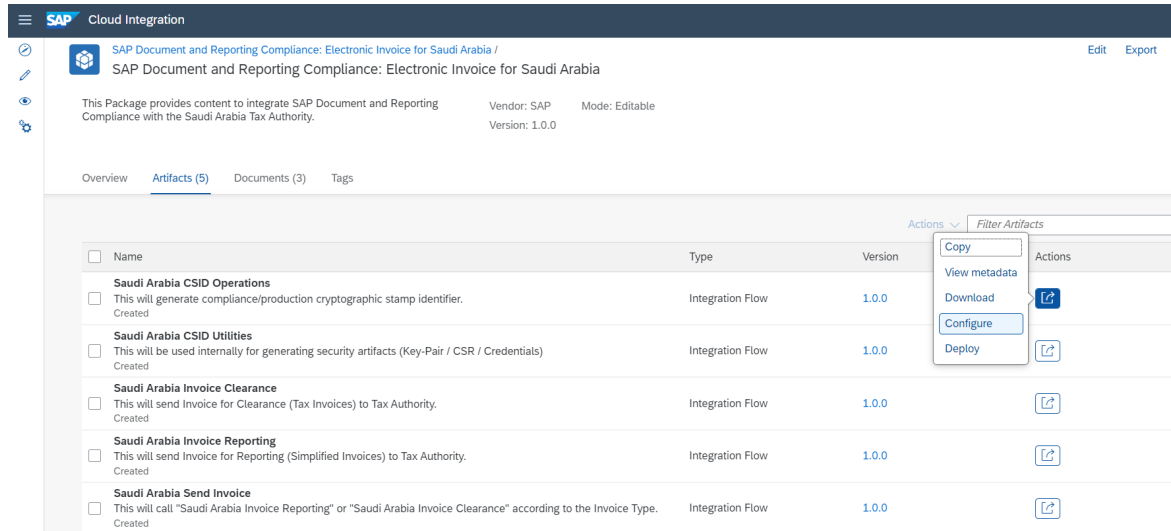 SAP Cloud Integration
SAP Document and Reporting Compliance: Electronic Invoice for Saudi Arabia /
Edit Export
SAP Document and Reporting Compliance: Electronic Invoice for Saudi Arabia
This Package provides content to integrate SAP Document and Reporting
Compliance with the Saudi Arabia Tax Authority.
Vendor: SAP Mode: Editable
Version: 1.0.0
Overview Artifacts (5) Documents (3) Tags
Actions Filter Artifacts
Name Type Version Actions
Copy
View metadata
Download
Configure
Deploy
Saudi Arabia CSID Operations
This will generate compliance/production cryptographic stamp identifier. Integration Flow 1.0.0
Created
Saudi Arabia CSID Utilities
This will be used internally for generating security artifacts (Key-Pair / CSR / Credentials) Integration Flow 1.0.0
Created
Saudi Arabia Invoice Clearance
This will send Invoice for Clearance (Tax Invoices) to Tax Authority. Integration Flow 1.0.0
Created
Saudi Arabia Invoice Reporting
This will send Invoice for Reporting (Simplified Invoices) to Tax Authority. Integration Flow 1.0.0
Created
Saudi Arabia Send Invoice
This will call "Saudi Arabia Invoice Reporting" or "Saudi Arabia Invoice Clearance" according to the Invoice Type. Integration Flow 1.0.0
Created